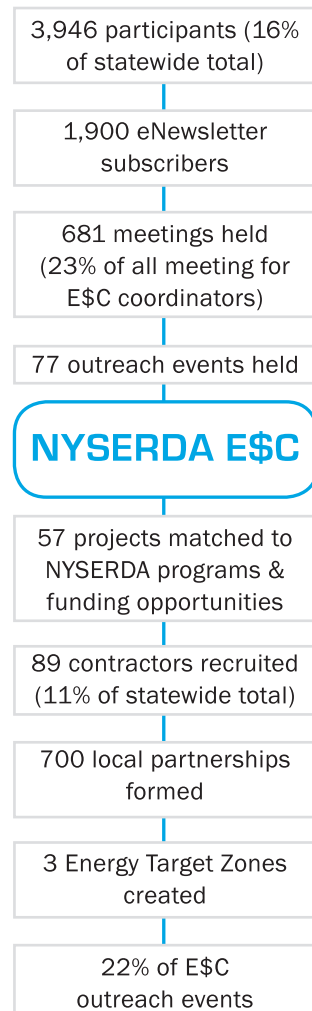 3,946 participants (16%
of statewide total)
1,900 eNewsletter
subscribers
681 meetings held
(23% of all meeting for
E$C coordinators)
77 outreach events held
NYSERDA E$C
57 projects matched to
NYSERDA programs &
funding opportunities
89 contractors recruited
(11% of statewide total)
700 local partnerships
formed
3 Energy Target Zones
created
22% of E$C
outreach events